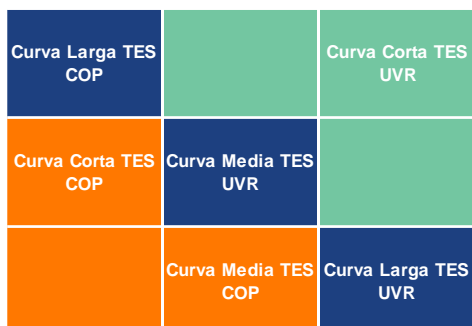 Curva Larga TES
COP
Curva Corta TES
UVR
Curva Corta TES
COP
Curva Media TES
UVR
Curva Media TES
COP
Curva Larga TES
UVR